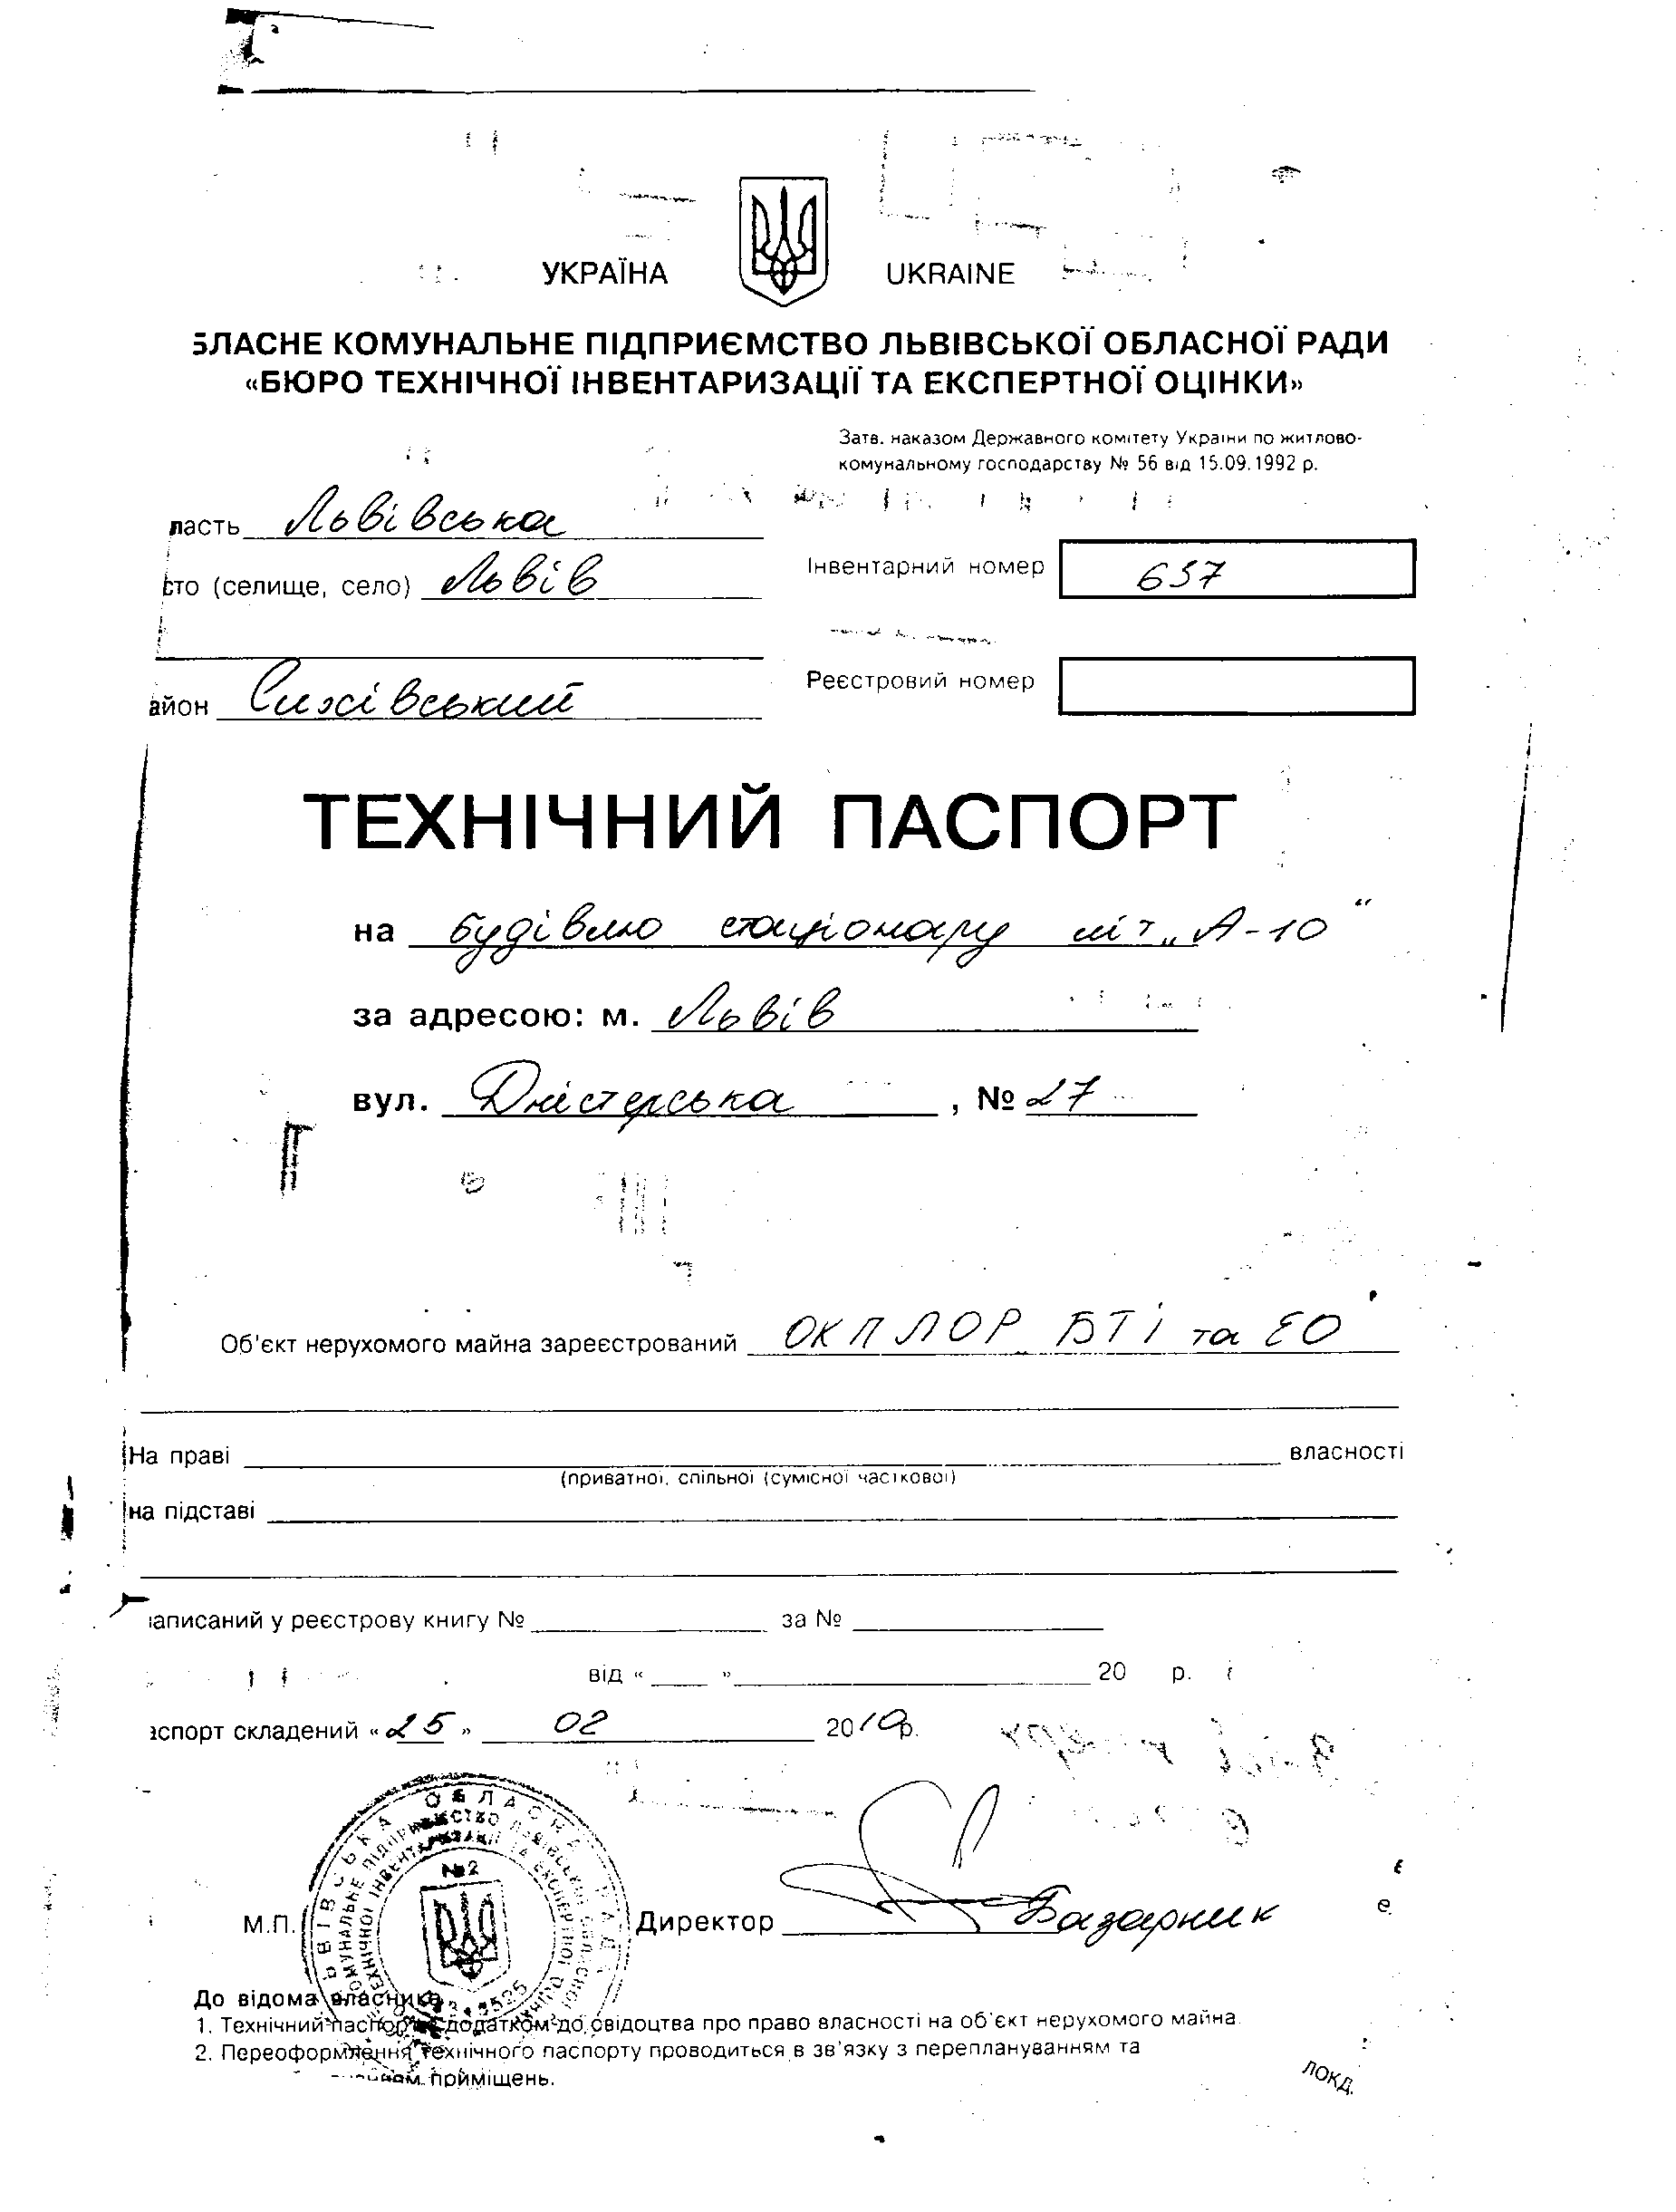 УКРАЇНА UKRAINE
БЛАСНЕ КОМУНАЛЬНЕ ПІДПРИЄМСТВО ЛЬВІВСЬКОЇ ОБЛАСНОЇ РАДИ
«БЮРО ТЕХНІЧНОЇ ІНВЕНТАРИЗАЦІЇ ТА ЕКСПЕРТНОЇ ОЦІНКИ»
Затв. наказом Державного комітету України по житлово-
комунальному господарству № 56 від 15.09.1992 р.
ласть Львівська
сто (селище, село) Львів
Інвентарний номер 657
айон Сихівський
Реєстровий номер
ТЕХНІЧНИЙ ПАСПОРТ
на будівлю стаціонару літ „А-10“
за адресою: м. Львів
вул. Дністерська, № 27
Об'єкт нерухомого майна зареєстрований ОКП ЛОР БТІ та ЕО
На праві власності
(приватної, спільної (сумісної часткової)
на підставі
аписаний у реєстрову книгу № за №
від « » 20 р.
аспорт складений «25» 02 2010р.
ОБЛАСНА
№2
М.П. Директор Базарник
До відома власника
1. Технічний паспорт є додатком до свідоцтва про право власності на об'єкт нерухомого майна.
2. Переоформлення технічного паспорту проводиться в зв'язку з переплануванням та
приміщень.
ЛОКД.